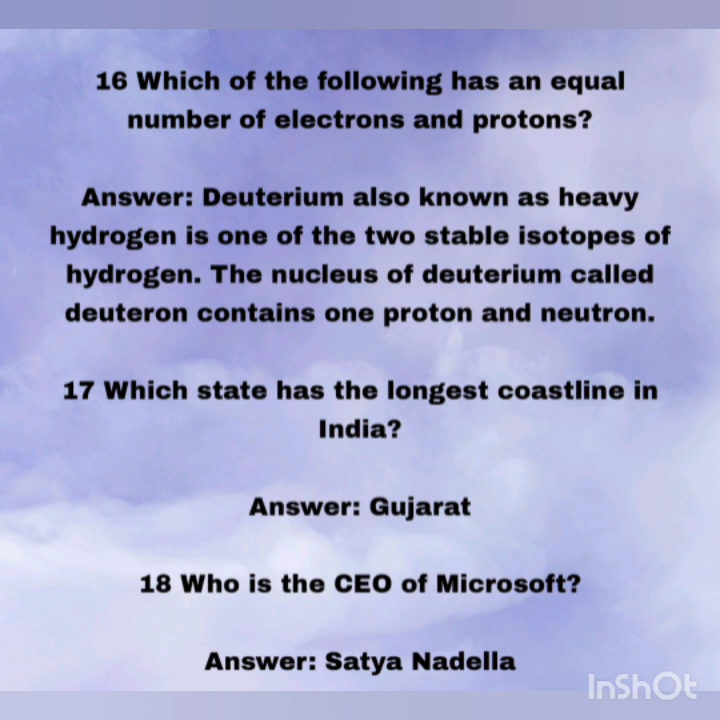 16 Which of the following has an equal
number of electrons and protons?
Answer: Deuterium also known as heavy
hydrogen is one of the two stable isotopes of
hydrogen. The nucleus of deuterium called
deuteron contains one proton and neutron.
17 Which state has the longest coastline in
India?
Answer: Gujarat
18 Who is the CEO of Microsoft?
Answer: Satya Nadella
InShOt